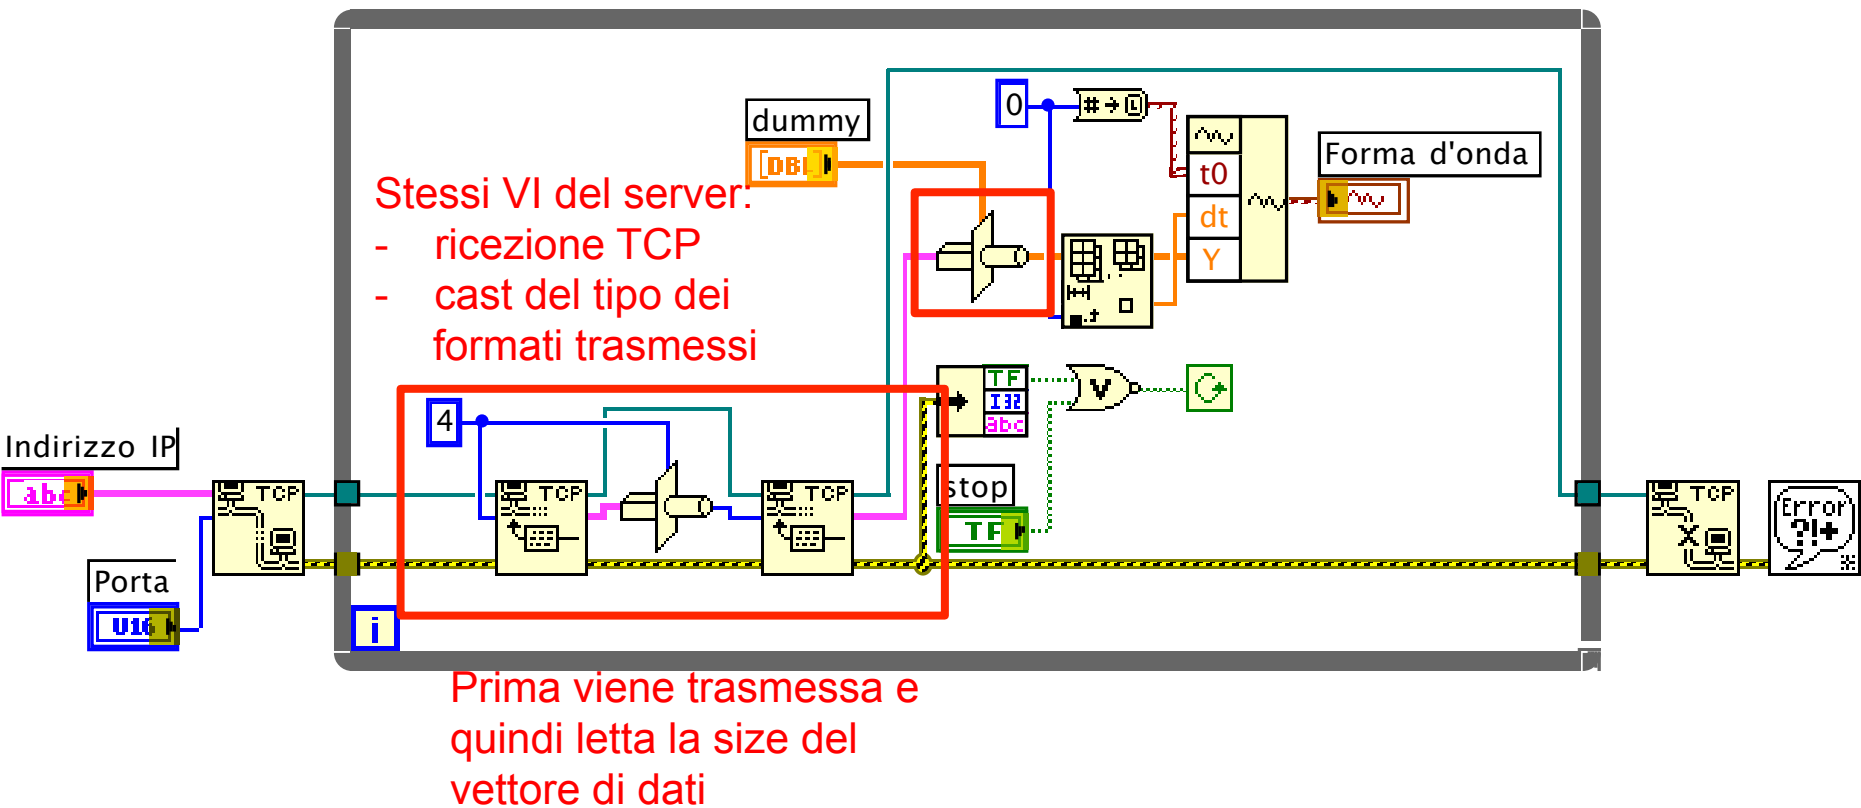 dummy
[DBL]
0
#
t0
dt
Y
Forma d'onda
Stessi VI del server:
- ricezione TCP
- cast del tipo dei
formati trasmessi
TF
I32
abc
V
4
Indirizzo IP
abc
TCP
TCP
TCP
stop
TF
TCP
Error
?!+
Porta
U16
i
Prima viene trasmessa e
quindi letta la size del
vettore di dati